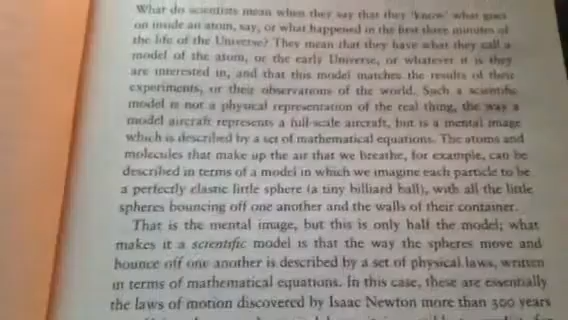 What do scientists mean when they say that they 'know' what goes
on inside an atom, say, or what happened in the first three minutes of
the life of the Universe? They mean that they have what they call a
model of the atom, or the early Universe, or whatever it is they
are interested in, and that this model matches the results of their
experiments, or their observations of the world. Such a scientific
model is not a physical representation of the real thing, the way a
model aircraft represents a full-scale aircraft, but is a mental image
which is described by a set of mathematical equations. The atoms and
molecules that make up the air that we breathe, for example, can be
described in terms of a model in which we imagine each particle to be
a perfectly elastic little sphere (a tiny billiard ball), with all the little
spheres bouncing off one another and the walls of their container.
That is the mental image, but this is only half the model; what
makes it a scientific model is that the way the spheres move and
bounce off one another is described by a set of physical laws, written
in terms of mathematical equations. In this case, these are essentially
the laws of motion discovered by Isaac Newton more than 300 years